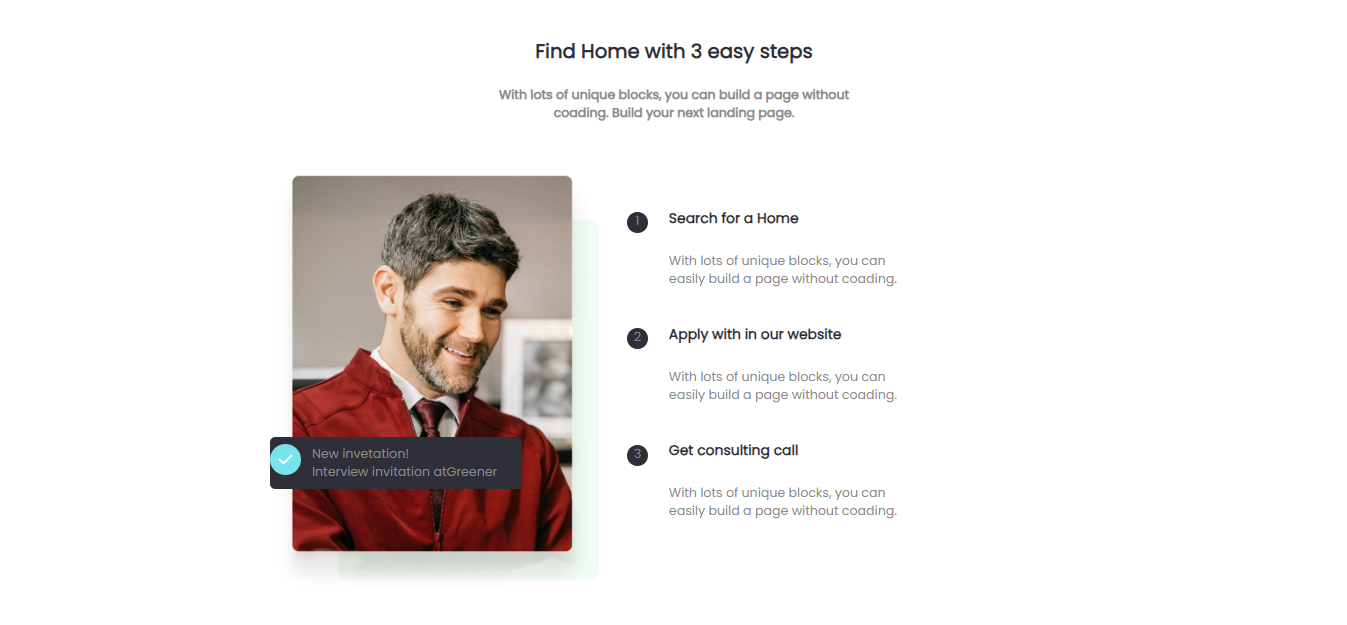 Find Home with 3 easy steps
With lots of unique blocks, you can build a page without
coading. Build your next landing page.
1
Search for a Home
With lots of unique blocks, you can
easily build a page without coading.
2
Apply with in our website
With lots of unique blocks, you can
easily build a page without coading.
New invetation!
Interview invitation atGreener
3
Get consulting call
With lots of unique blocks, you can
easily build a page without coading.